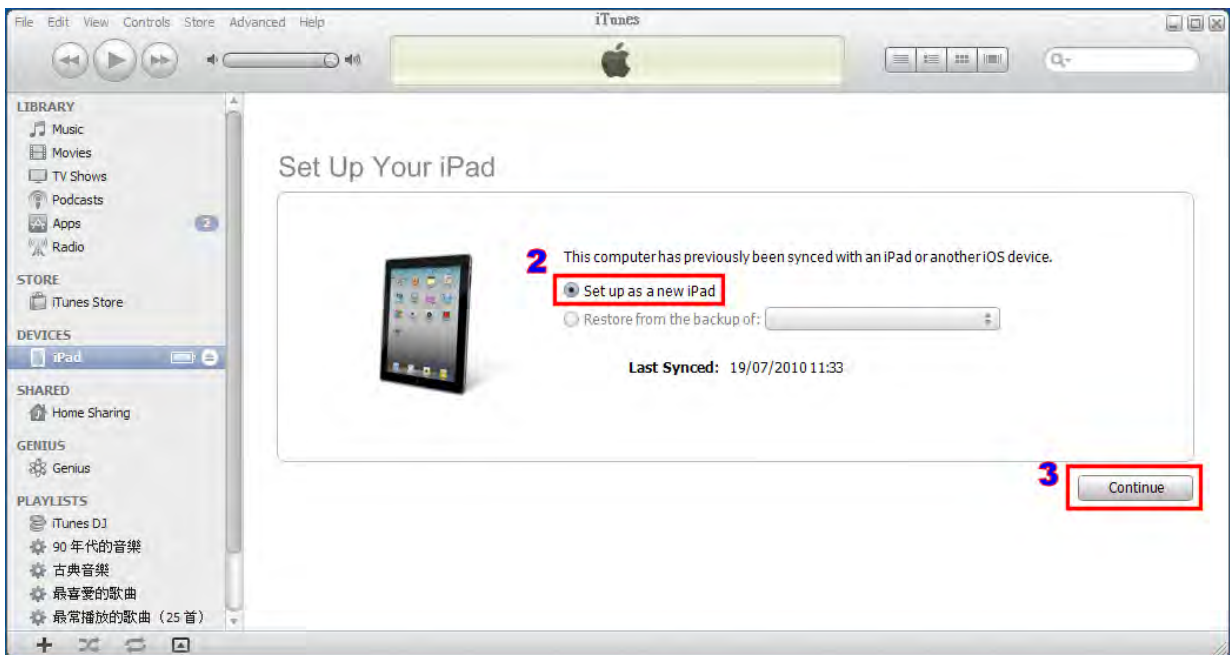 File Edit View Controls Store Advanced Help
iTunes
LIBRARY
Music
Movies
TV Shows
Podcasts
Apps 2
Radio
STORE
iTunes Store
DEVICES
iPad
SHARED
Home Sharing
GENIUS
Genius
PLAYLISTS
iTunes DJ
90 年代的音樂
古典音樂
最喜愛的歌曲
最常播放的歌曲（25 首）
Set Up Your iPad
2
This computer has previously been synced with an iPad or another iOS device.
Set up as a new iPad
Restore from the backup of:
Last Synced: 19/07/2010 11:33
3
Continue